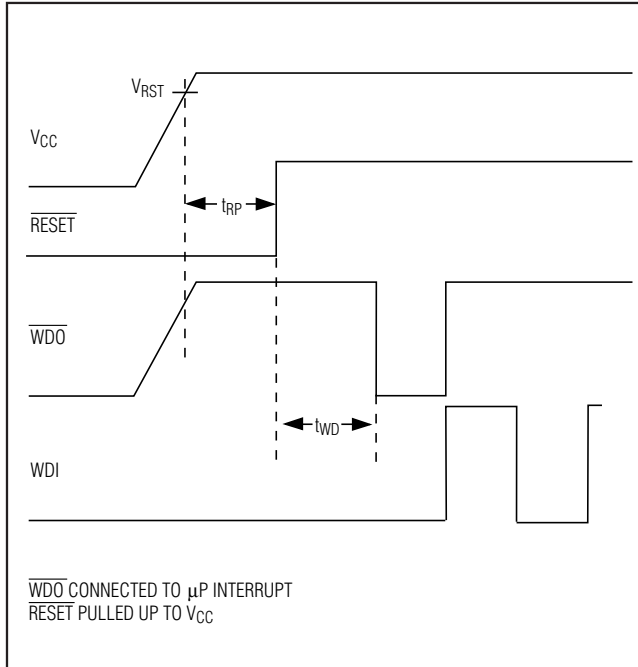 VRST
VCC
tRP
RESET
WDO
tWD
WDI
WDO CONNECTED TO μP INTERRUPT
RESET PULLED UP TO VCC